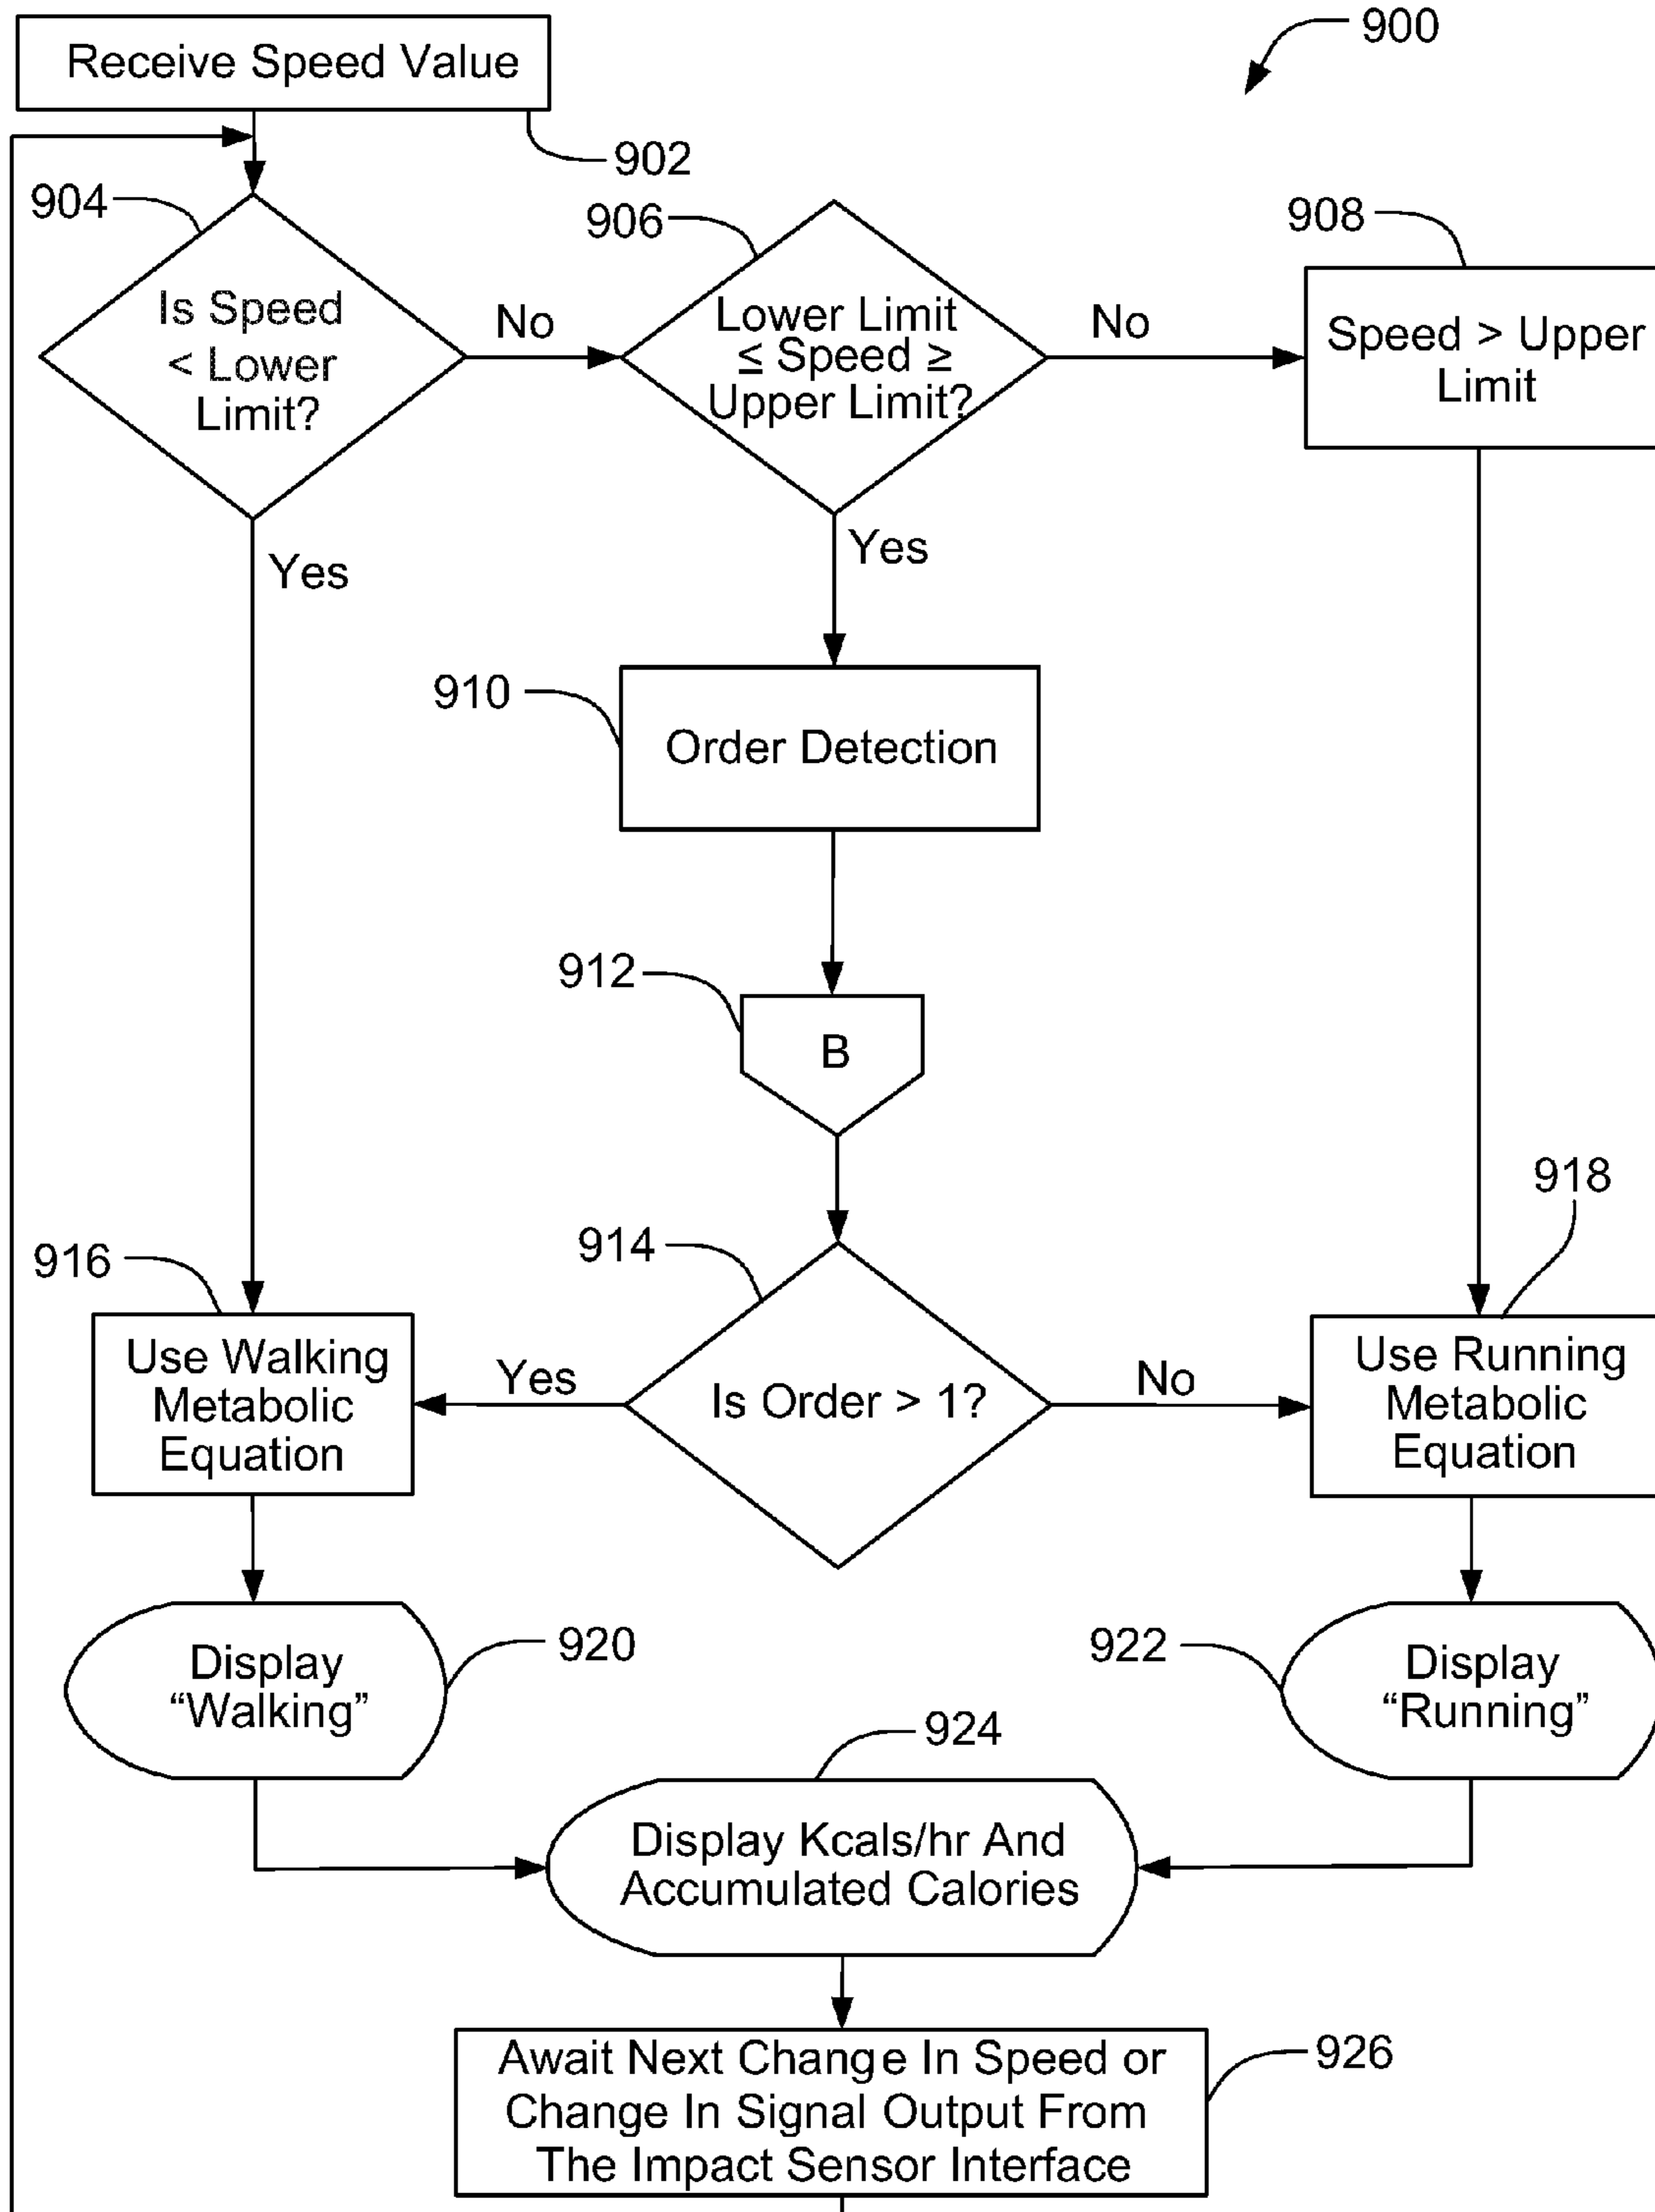 900
Receive Speed Value
902
904
906
908
Is Speed
< Lower
Limit?
No
Lower Limit
≤ Speed ≥
Upper Limit?
No
Speed > Upper
Limit
Yes
Yes
910
Order Detection
912
B
914
916
918
Use Walking
Metabolic
Equation
Yes
Is Order > 1?
No
Use Running
Metabolic
Equation
Display
“Walking”
920
922
Display
“Running”
924
Display Kcals/hr And
Accumulated Calories
Await Next Change In Speed or
Change In Signal Output From
The Impact Sensor Interface
926